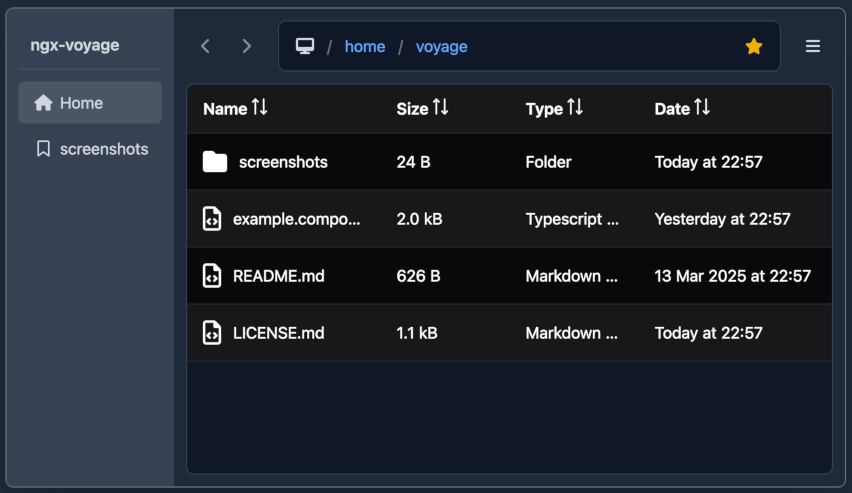 ngx-voyage
Home
screenshots
/ home / voyage
Name Size Type Date
screenshots 24 B Folder Today at 22:57
example.compo... 2.0 kB Typescript ... Yesterday at 22:57
README.md 626 B Markdown ... 13 Mar 2025 at 22:57
LICENSE.md 1.1 kB Markdown ... Today at 22:57